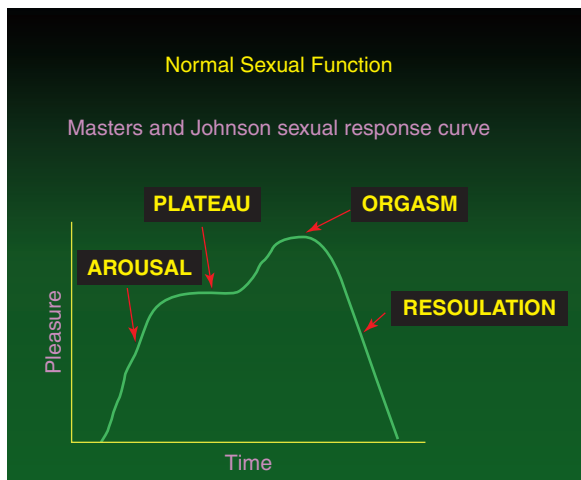 Normal Sexual Function
Masters and Johnson sexual response curve
PLATEAU
ORGASM
AROUSAL
RESOULATION
Pleasure
Time